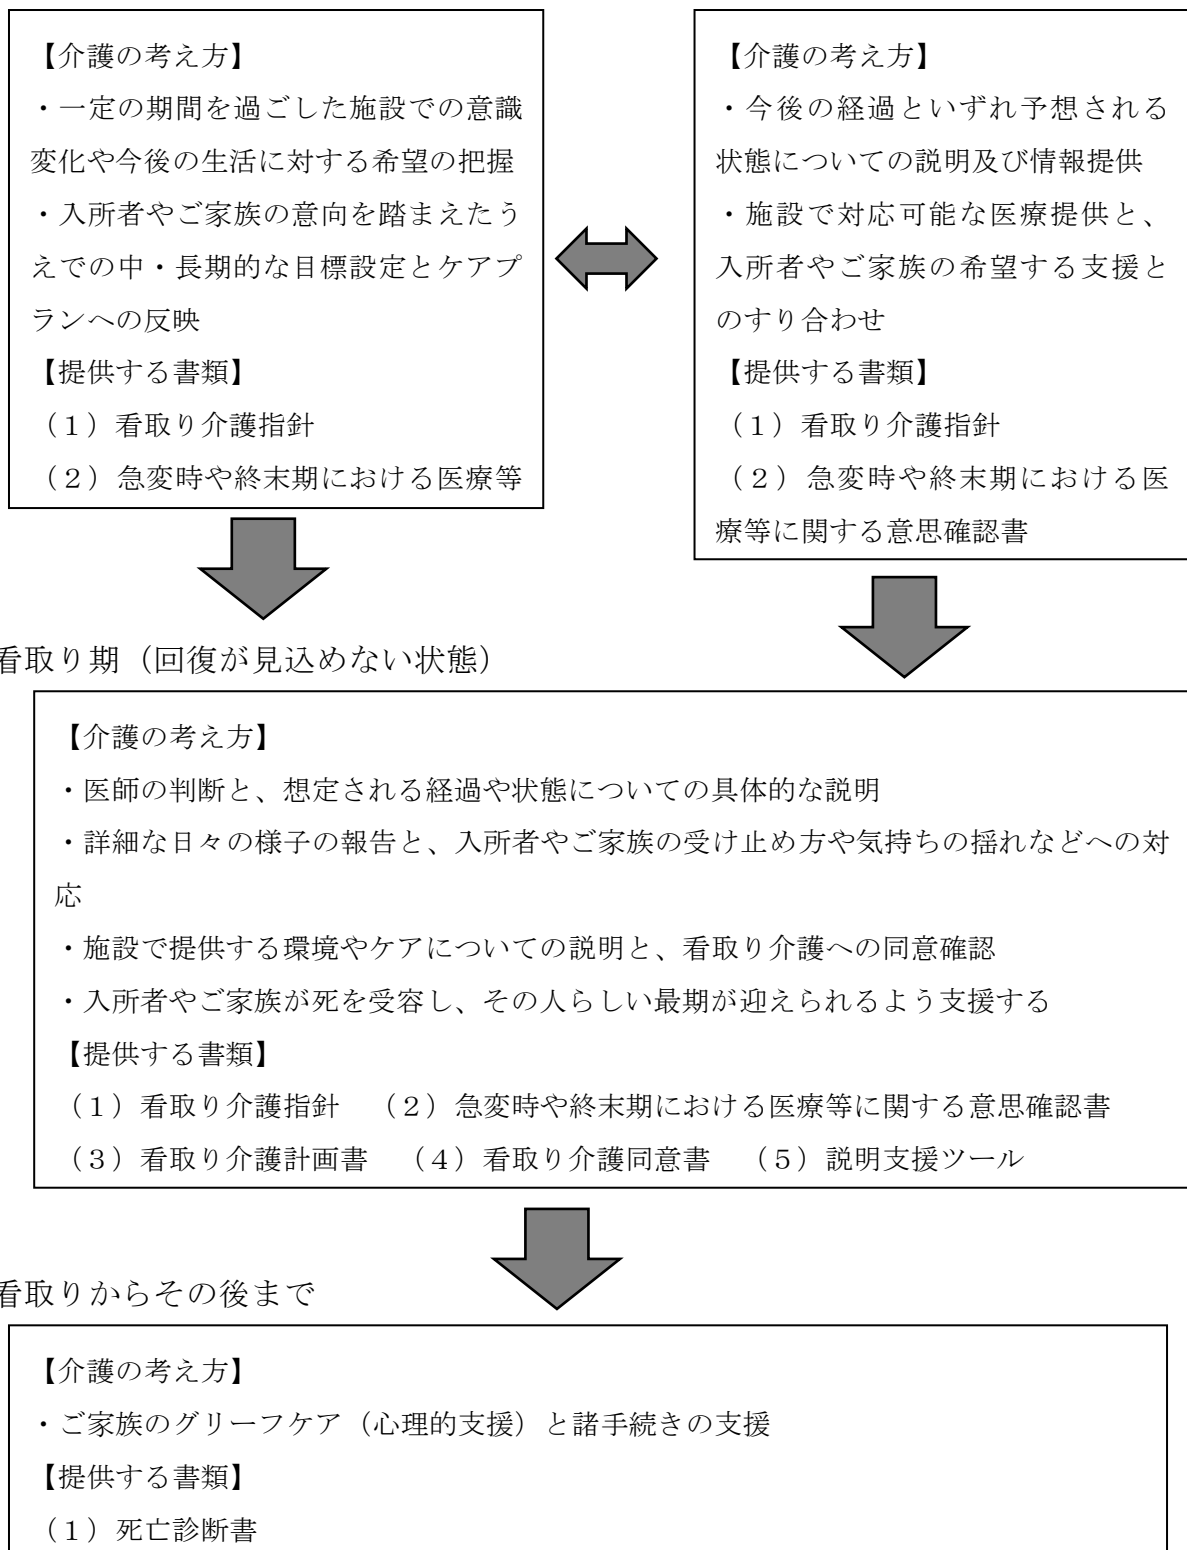 【介護の考え方】
・一定の期間を過ごした施設での意識
変化や今後の生活に対する希望の把握
・入所者やご家族の意向を踏まえたう
えでの中・長期的な目標設定とケアプ
ランへの反映
【提供する書類】
（１）看取り介護指針
（２）急変時や終末期における医療等
【介護の考え方】
・今後の経過といずれ予想される
状態についての説明及び情報提供
・施設で対応可能な医療提供と、
入所者やご家族の希望する支援と
のすり合わせ
【提供する書類】
（１）看取り介護指針
（２）急変時や終末期における医
療等に関する意思確認書
看取り期（回復が見込めない状態）
【介護の考え方】
・医師の判断と、想定される経過や状態についての具体的な説明
・詳細な日々の様子の報告と、入所者やご家族の受け止め方や気持ちの揺れなどへの対
応
・施設で提供する環境やケアについての説明と、看取り介護への同意確認
・入所者やご家族が死を受容し、その人らしい最期が迎えられるよう支援する
【提供する書類】
（１）看取り介護指針　（２）急変時や終末期における医療等に関する意思確認書
（３）看取り介護計画書　（４）看取り介護同意書　（５）説明支援ツール
看取りからその後まで
【介護の考え方】
・ご家族のグリーフケア（心理的支援）と諸手続きの支援
【提供する書類】
（１）死亡診断書